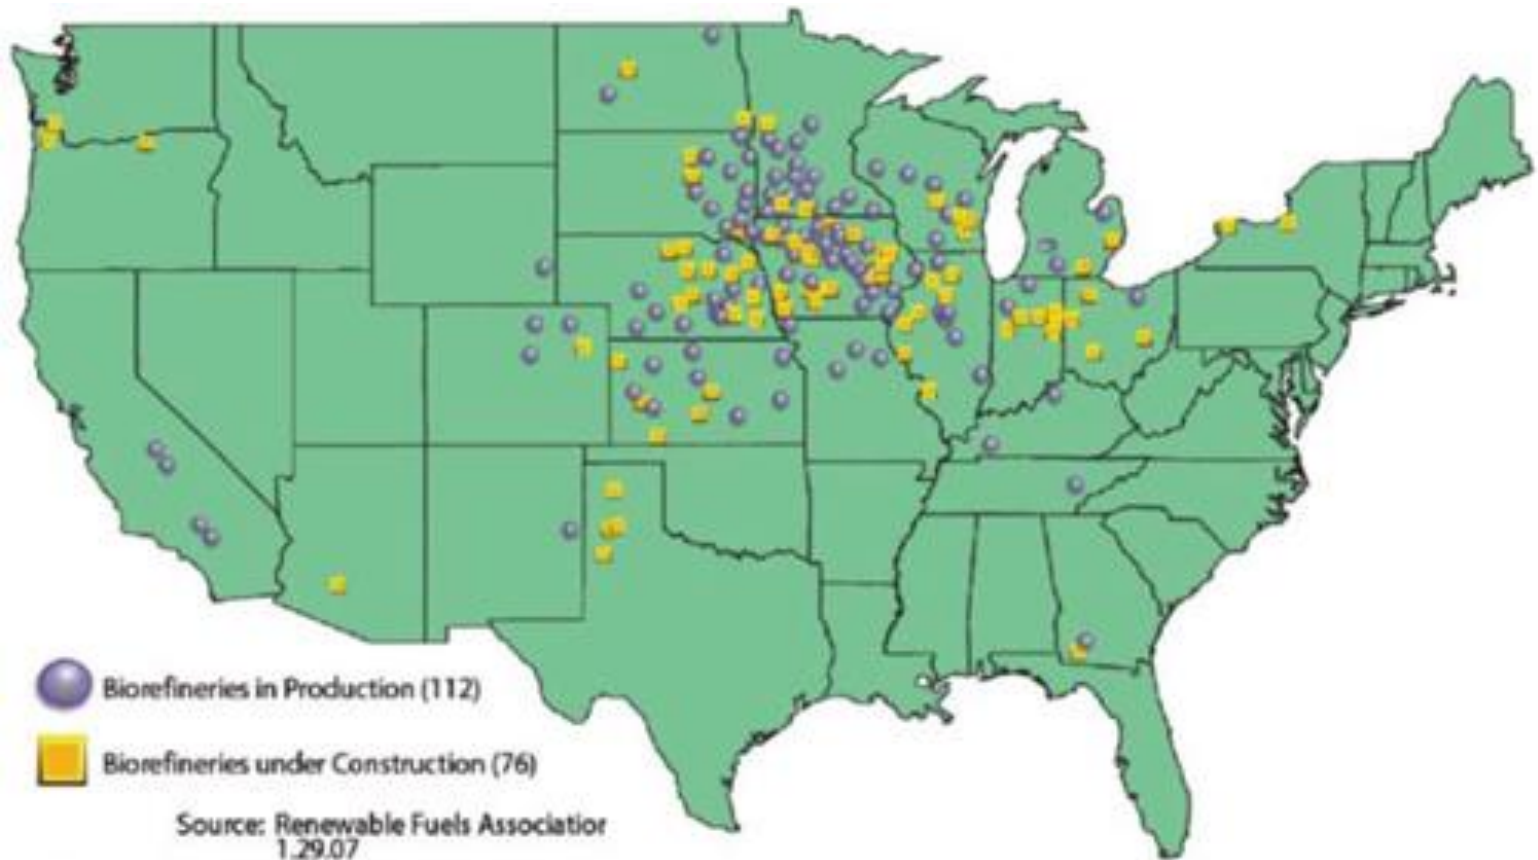 Biorefineries in Production (112)
Biorefineries under Construction (76)
Source: Renewable Fuels Associatior
1.29.07